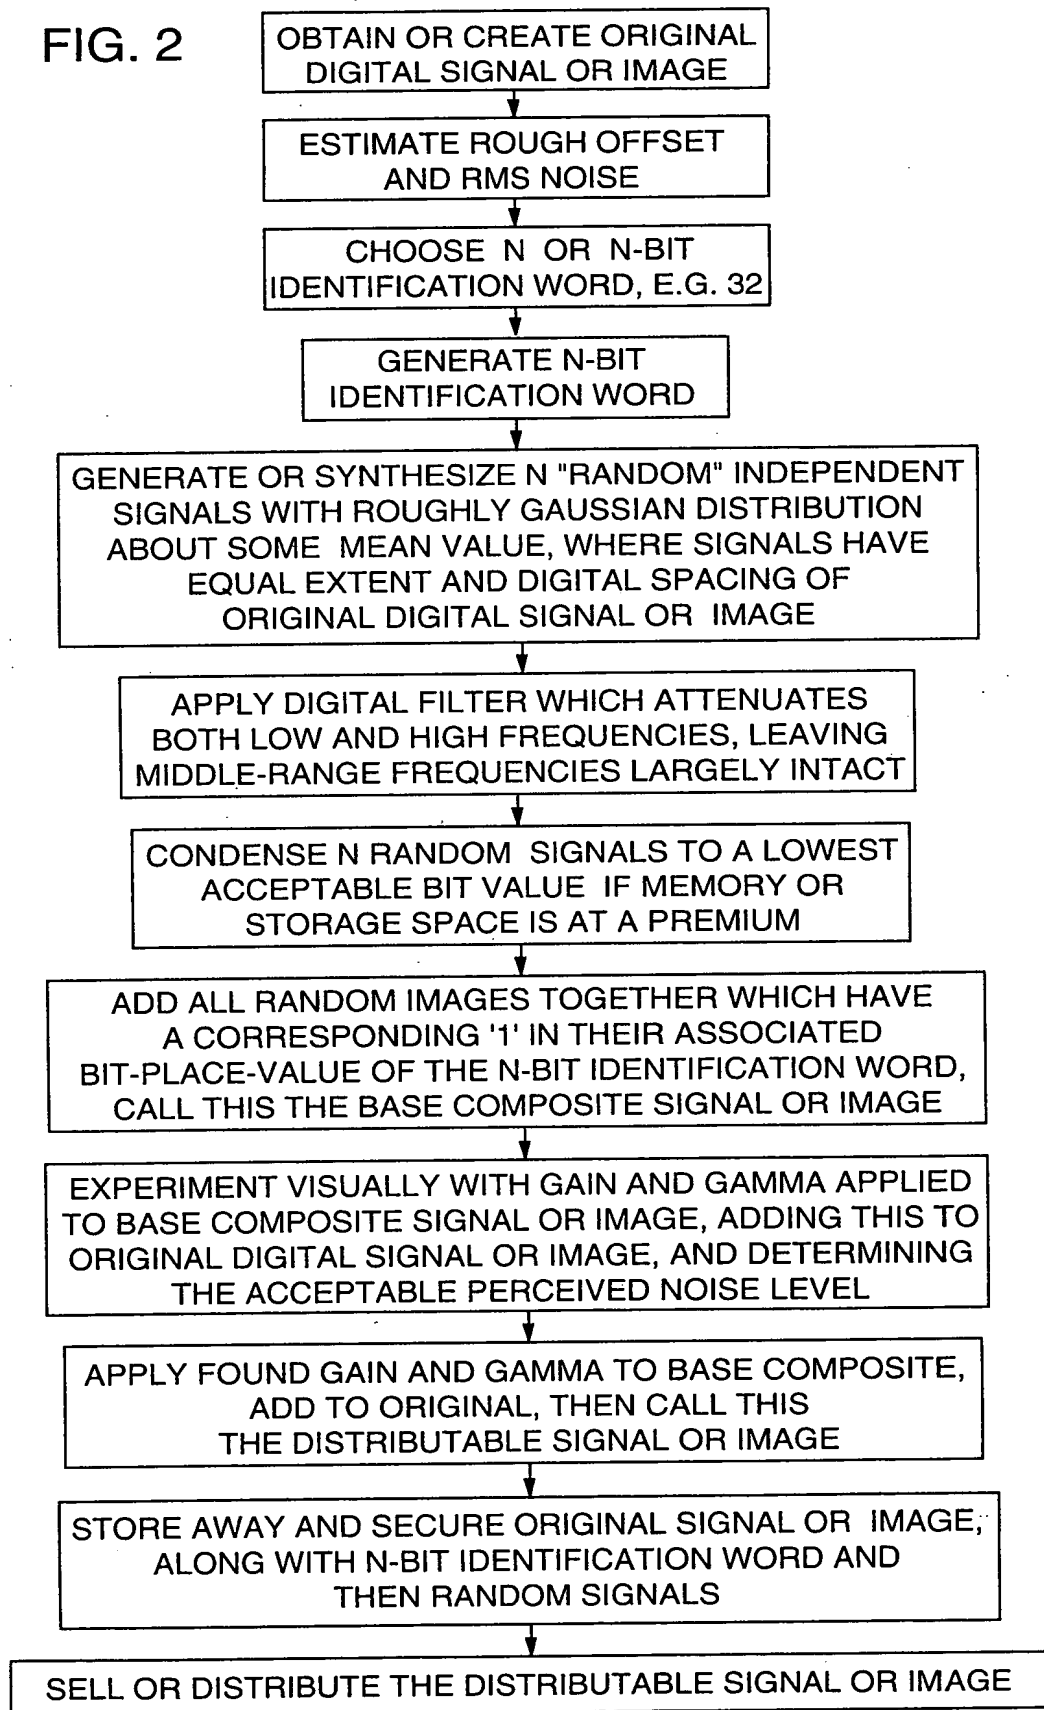 FIG. 2
OBTAIN OR CREATE ORIGINAL
DIGITAL SIGNAL OR IMAGE
ESTIMATE ROUGH OFFSET
AND RMS NOISE
CHOOSE N OR N-BIT
IDENTIFICATION WORD, E.G. 32
GENERATE N-BIT
IDENTIFICATION WORD
GENERATE OR SYNTHESIZE N "RANDOM" INDEPENDENT
SIGNALS WITH ROUGHLY GAUSSIAN DISTRIBUTION
ABOUT SOME MEAN VALUE, WHERE SIGNALS HAVE
EQUAL EXTENT AND DIGITAL SPACING OF
ORIGINAL DIGITAL SIGNAL OR IMAGE
APPLY DIGITAL FILTER WHICH ATTENUATES
BOTH LOW AND HIGH FREQUENCIES, LEAVING
MIDDLE-RANGE FREQUENCIES LARGELY INTACT
CONDENSE N RANDOM SIGNALS TO A LOWEST
ACCEPTABLE BIT VALUE IF MEMORY OR
STORAGE SPACE IS AT A PREMIUM
ADD ALL RANDOM IMAGES TOGETHER WHICH HAVE
A CORRESPONDING '1' IN THEIR ASSOCIATED
BIT-PLACE-VALUE OF THE N-BIT IDENTIFICATION WORD,
CALL THIS THE BASE COMPOSITE SIGNAL OR IMAGE
EXPERIMENT VISUALLY WITH GAIN AND GAMMA APPLIED
TO BASE COMPOSITE SIGNAL OR IMAGE, ADDING THIS TO
ORIGINAL DIGITAL SIGNAL OR IMAGE, AND DETERMINING
THE ACCEPTABLE PERCEIVED NOISE LEVEL
APPLY FOUND GAIN AND GAMMA TO BASE COMPOSITE,
ADD TO ORIGINAL, THEN CALL THIS
THE DISTRIBUTABLE SIGNAL OR IMAGE
STORE AWAY AND SECURE ORIGINAL SIGNAL OR IMAGE,
ALONG WITH N-BIT IDENTIFICATION WORD AND
THEN RANDOM SIGNALS
SELL OR DISTRIBUTE THE DISTRIBUTABLE SIGNAL OR IMAGE